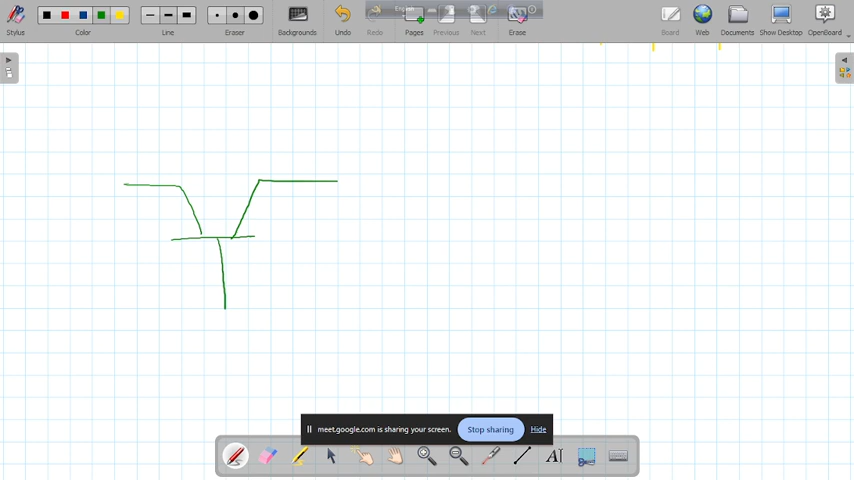 English
Stylus
Color
Line
Eraser
Backgrounds
Undo
Redo
Pages
Previous
Next
Erase
Board
Web
Documents
Show Desktop
OpenBoard
meet.google.com is sharing your screen.
Stop sharing
Hide